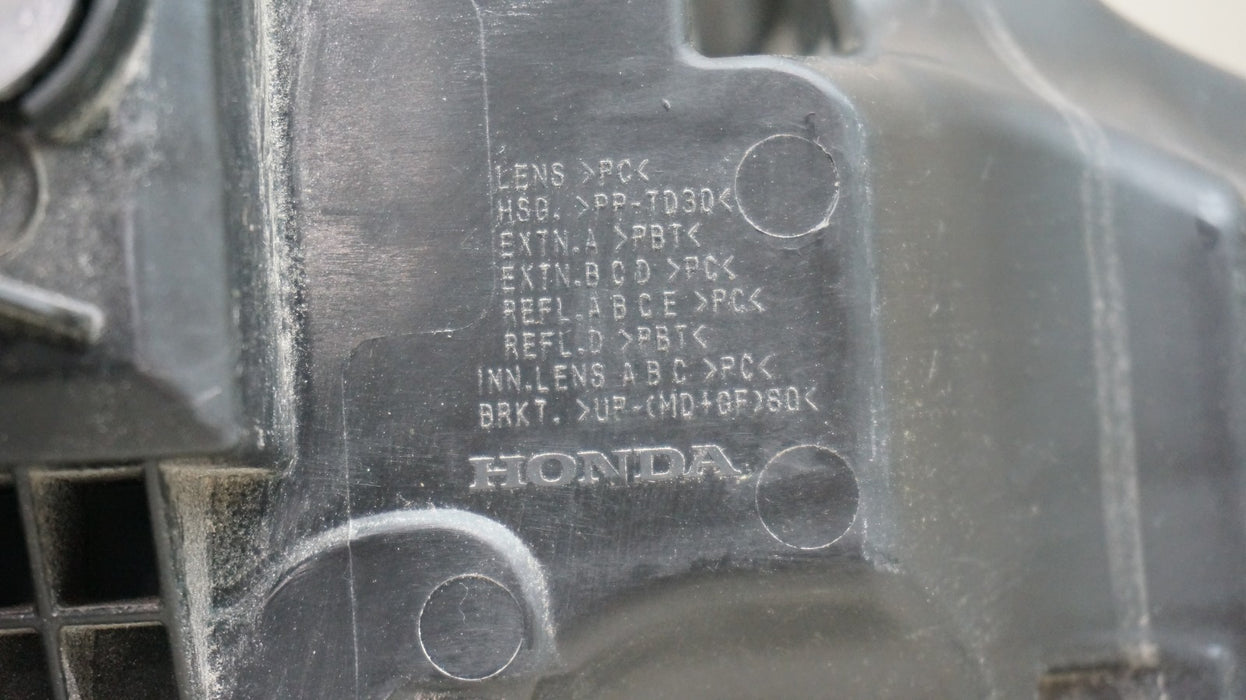 LENS >PC<
HSG. >PP-TD30<
EXTN.A >PBT<
EXTN.B C D >PC<
REFL.A B C E >PC<
REFL.D >PBT<
INN.LENS A B C >PC<
BRKT. >UP-(MD+GF)60<
HONDA